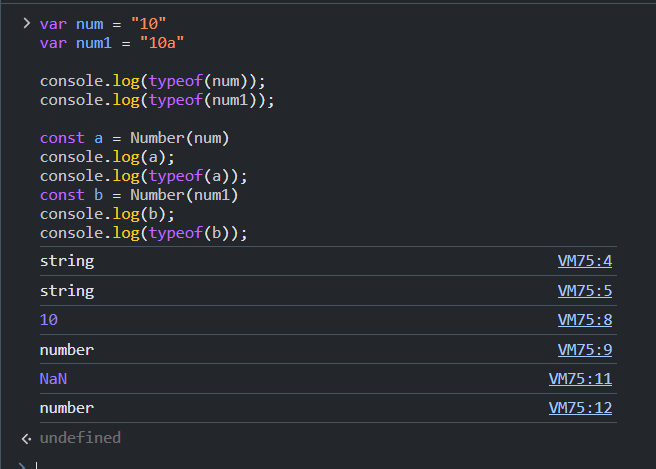 var num = "10"
var num1 = "10a"
console.log(typeof(num));
console.log(typeof(num1));
const a = Number(num)
console.log(a);
console.log(typeof(a));
const b = Number(num1)
console.log(b);
console.log(typeof(b));
string VM75:4
string VM75:5
10 VM75:8
number VM75:9
NaN VM75:11
number VM75:12
undefined